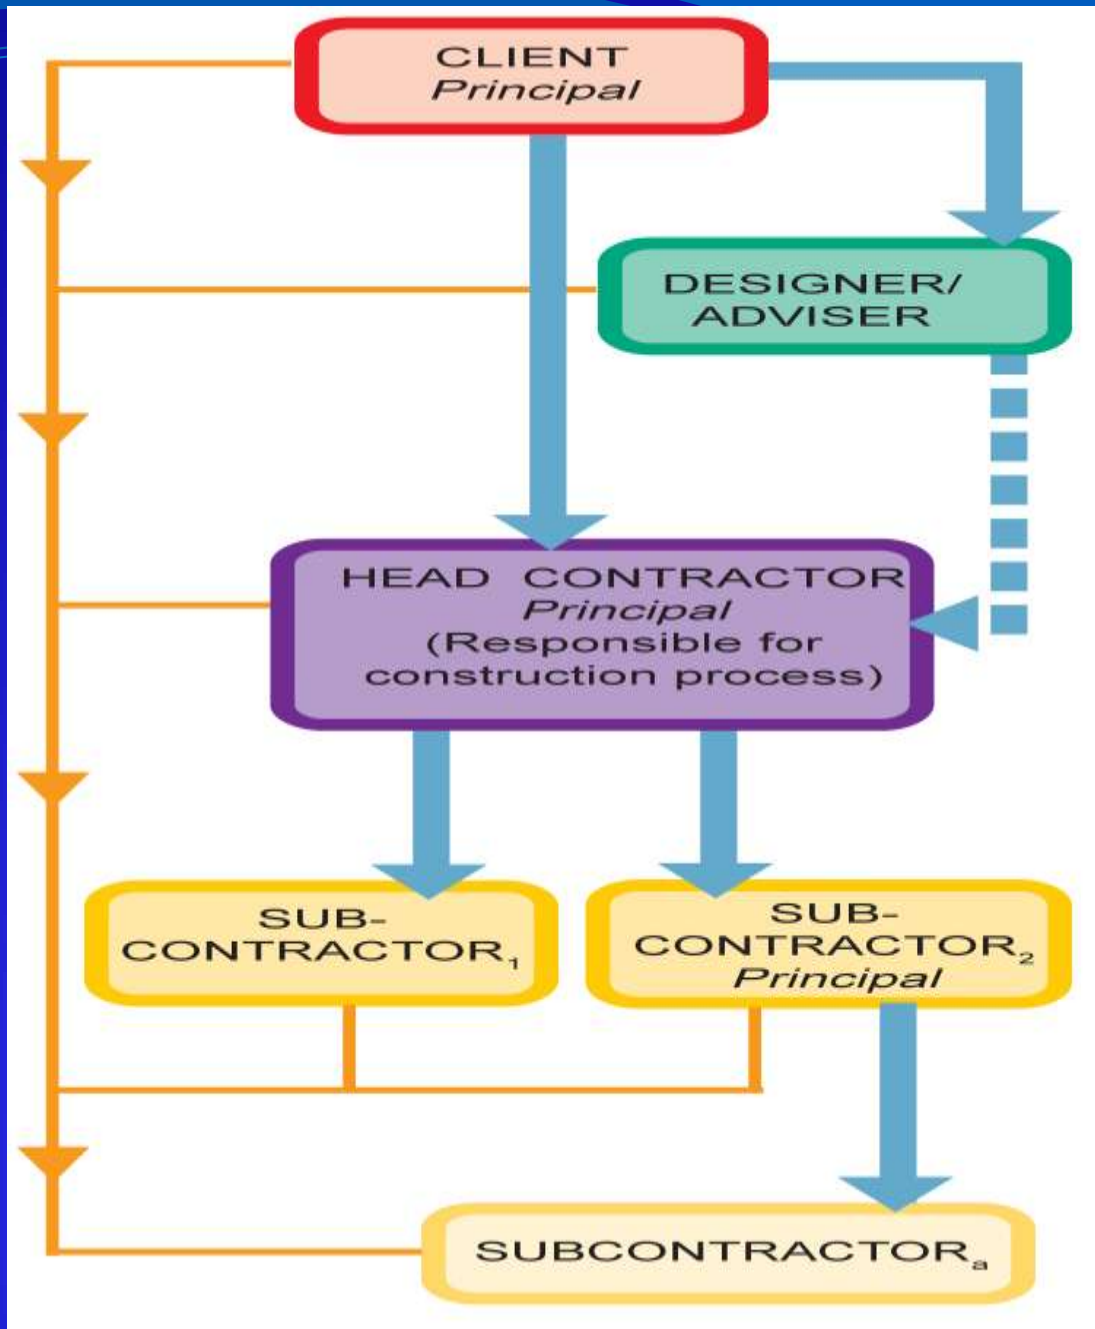 CLIENT
Principal
DESIGNER/
ADVISER
HEAD CONTRACTOR
Principal
(Responsible for
construction process)
SUB-
CONTRACTOR₁
SUB-
CONTRACTOR₂
Principal
SUBCONTRACTORₐ